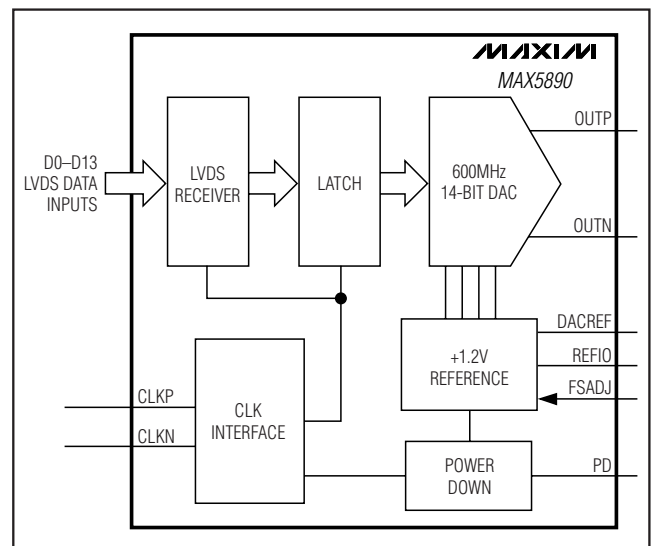 MAXIM
MAX5890
D0–D13
LVDS DATA
INPUTS
LVDS
RECEIVER
LATCH
600MHz
14-BIT DAC
OUTP
OUTN
+1.2V
REFERENCE
DACREF
REFIO
FSADJ
CLKP
CLKN
CLK
INTERFACE
POWER
DOWN
PD